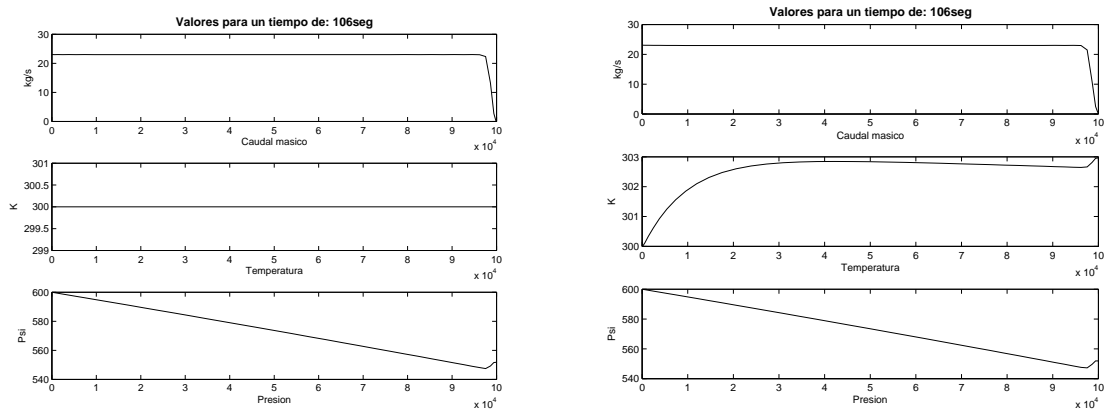 Valores para un tiempo de: 106seg
30
20
10
0
kg/s
0 1 2 3 4 5 6 7 8 9 10
Caudal masico
x 10^4
301
300.5
300
299.5
299
K
0 1 2 3 4 5 6 7 8 9 10
Temperatura
x 10^4
600
580
560
540
Psi
0 1 2 3 4 5 6 7 8 9 10
Presion
x 10^4
Valores para un tiempo de: 106seg
30
20
10
0
kg/s
0 1 2 3 4 5 6 7 8 9 10
Caudal masico
x 10^4
303
302
301
300
K
0 1 2 3 4 5 6 7 8 9 10
Temperatura
x 10^4
600
580
560
540
Psi
0 1 2 3 4 5 6 7 8 9 10
Presion
x 10^4